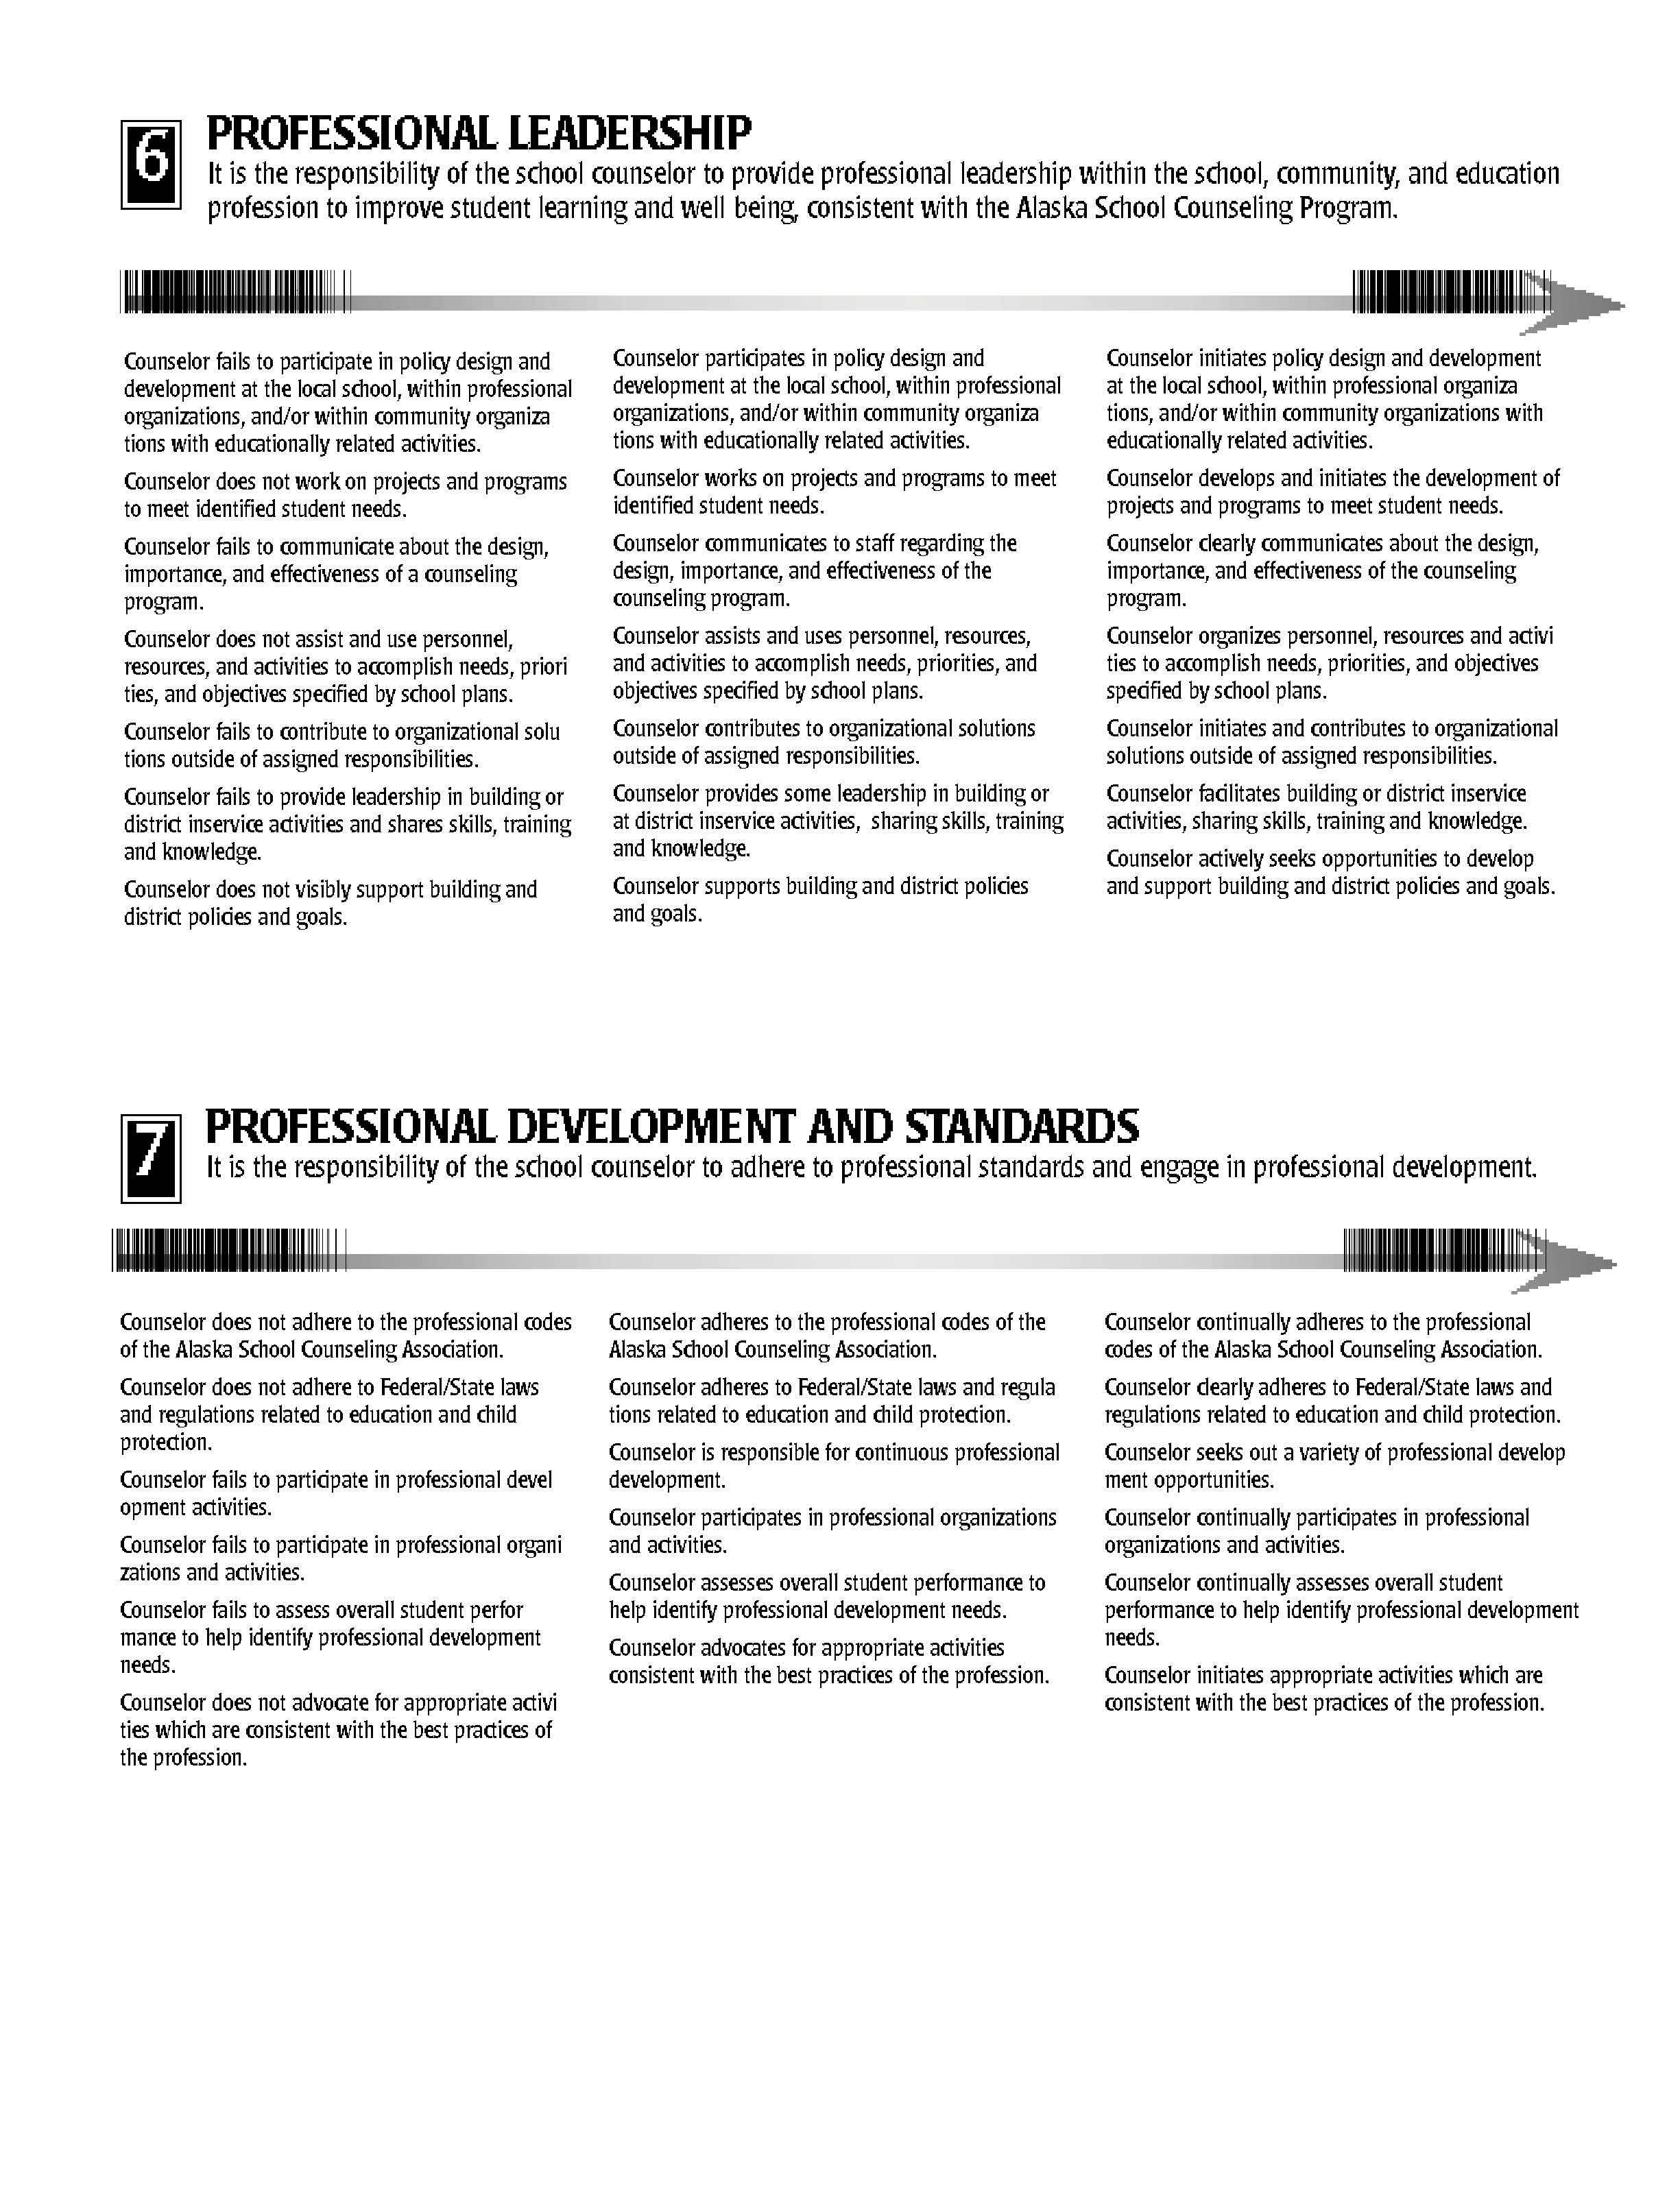 6
PROFESSIONAL LEADERSHIP
It is the responsibility of the school counselor to provide professional leadership within the school, community, and education
profession to improve student learning and well being, consistent with the Alaska School Counseling Program.
Counselor fails to participate in policy design and
development at the local school, within professional
organizations, and/or within community organiza
tions with educationally related activities.
Counselor does not work on projects and programs
to meet identified student needs.
Counselor fails to communicate about the design,
importance, and effectiveness of a counseling
program.
Counselor does not assist and use personnel,
resources, and activities to accomplish needs, priori
ties, and objectives specified by school plans.
Counselor fails to contribute to organizational solu
tions outside of assigned responsibilities.
Counselor fails to provide leadership in building or
district inservice activities and shares skills, training
and knowledge.
Counselor does not visibly support building and
district policies and goals.
Counselor participates in policy design and
development at the local school, within professional
organizations, and/or within community organiza
tions with educationally related activities.
Counselor works on projects and programs to meet
identified student needs.
Counselor communicates to staff regarding the
design, importance, and effectiveness of the
counseling program.
Counselor assists and uses personnel, resources,
and activities to accomplish needs, priorities, and
objectives specified by school plans.
Counselor contributes to organizational solutions
outside of assigned responsibilities.
Counselor provides some leadership in building or
at district inservice activities,  sharing skills, training
and knowledge.
Counselor supports building and district policies
and goals.
Counselor initiates policy design and development
at the local school, within professional organiza
tions, and/or within community organizations with
educationally related activities.
Counselor develops and initiates the development of
projects and programs to meet student needs.
Counselor clearly communicates about the design,
importance, and effectiveness of the counseling
program.
Counselor organizes personnel, resources and activi
ties to accomplish needs, priorities, and objectives
specified by school plans.
Counselor initiates and contributes to organizational
solutions outside of assigned responsibilities.
Counselor facilitates building or district inservice
activities, sharing skills, training and knowledge.
Counselor actively seeks opportunities to develop
and support building and district policies and goals.
7
PROFESSIONAL DEVELOPMENT AND STANDARDS
It is the responsibility of the school counselor to adhere to professional standards and engage in professional development.
Counselor does not adhere to the professional codes
of the Alaska School Counseling Association.
Counselor does not adhere to Federal/State laws
and regulations related to education and child
protection.
Counselor fails to participate in professional devel
opment activities.
Counselor fails to participate in professional organi
zations and activities.
Counselor fails to assess overall student perfor
mance to help identify professional development
needs.
Counselor does not advocate for appropriate activi
ties which are consistent with the best practices of
the profession.
Counselor adheres to the professional codes of the
Alaska School Counseling Association.
Counselor adheres to Federal/State laws and regula
tions related to education and child protection.
Counselor is responsible for continuous professional
development.
Counselor participates in professional organizations
and activities.
Counselor assesses overall student performance to
help identify professional development needs.
Counselor advocates for appropriate activities
consistent with the best practices of the profession.
Counselor continually adheres to the professional
codes of the Alaska School Counseling Association.
Counselor clearly adheres to Federal/State laws and
regulations related to education and child protection.
Counselor seeks out a variety of professional develop
ment opportunities.
Counselor continually participates in professional
organizations and activities.
Counselor continually assesses overall student
performance to help identify professional development
needs.
Counselor initiates appropriate activities which are
consistent with the best practices of the profession.